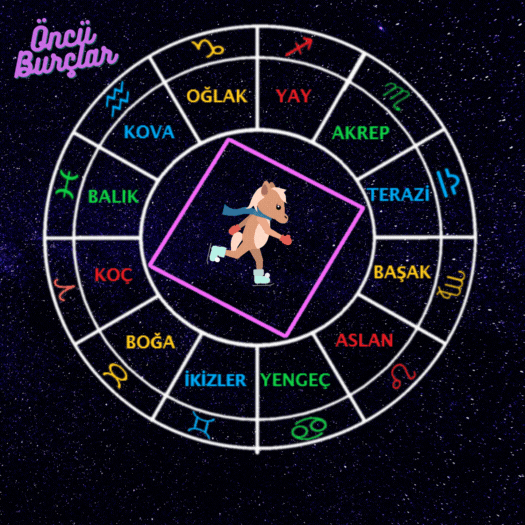 Öncü
Burçlar
OĞLAK
YAY
KOVA
AKREP
BALIK
TERAZİ
KOÇ
BAŞAK
BOĞA
ASLAN
İKİZLER
YENGEÇ